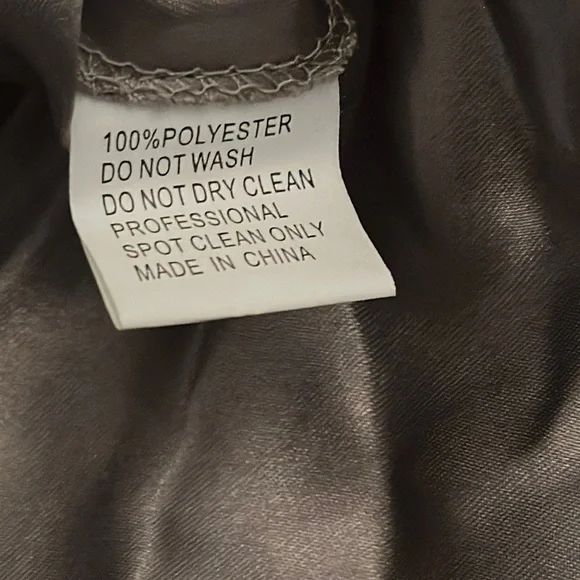 100%POLYESTER
DO NOT WASH
DO NOT DRY CLEAN
PROFESSIONAL
SPOT CLEAN ONLY
MADE IN CHINA